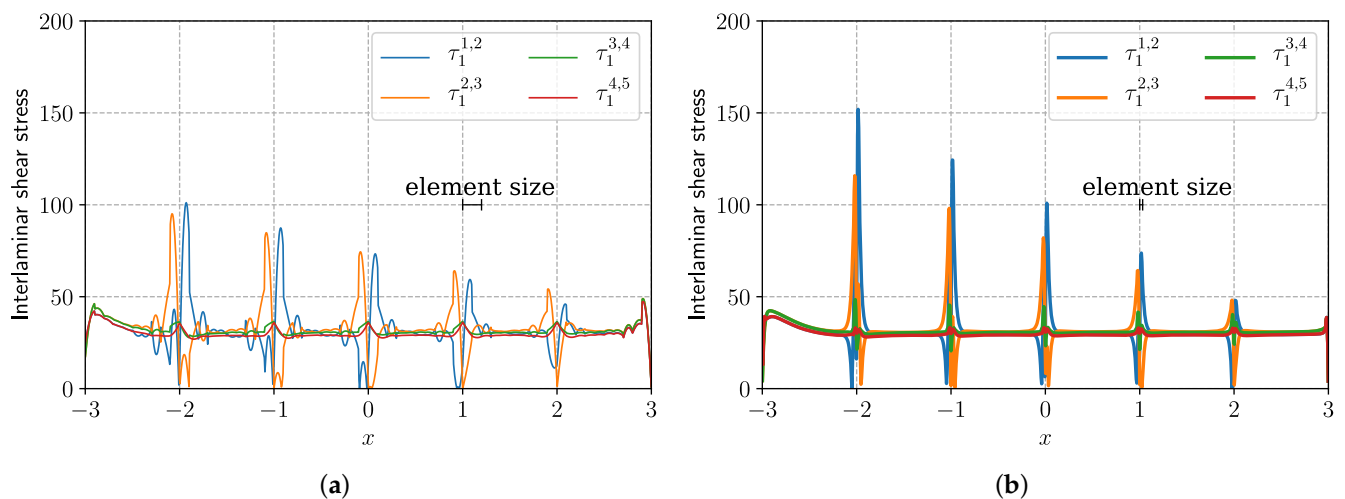 200
150
100
50
0
Interlaminar shear stress
τ₁^{1,2} τ₁^{3,4}
τ₁^{2,3} τ₁^{4,5}
element size
−3 −2 −1 0 1 2 3
x
(a)
200
150
100
50
0
Interlaminar shear stress
τ₁^{1,2} τ₁^{3,4}
τ₁^{2,3} τ₁^{4,5}
element size
−3 −2 −1 0 1 2 3
x
(b)